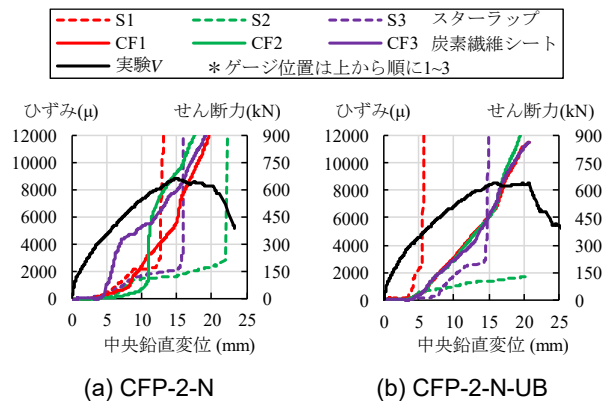 S1 S2 S3 スターラップ
CF1 CF2 CF3 炭素繊維シート
実験V ＊ゲージ位置は上から順に1~3
ひずみ(μ) せん断力(kN)
12000 900
10000 750
8000 600
6000 450
4000 300
2000 150
0 0
0 5 10 15 20 25
中央鉛直変位 (mm)
(a) CFP-2-N
ひずみ(μ) せん断力(kN)
12000 900
10000 750
8000 600
6000 450
4000 300
2000 150
0 0
0 5 10 15 20 25
中央鉛直変位 (mm)
(b) CFP-2-N-UB